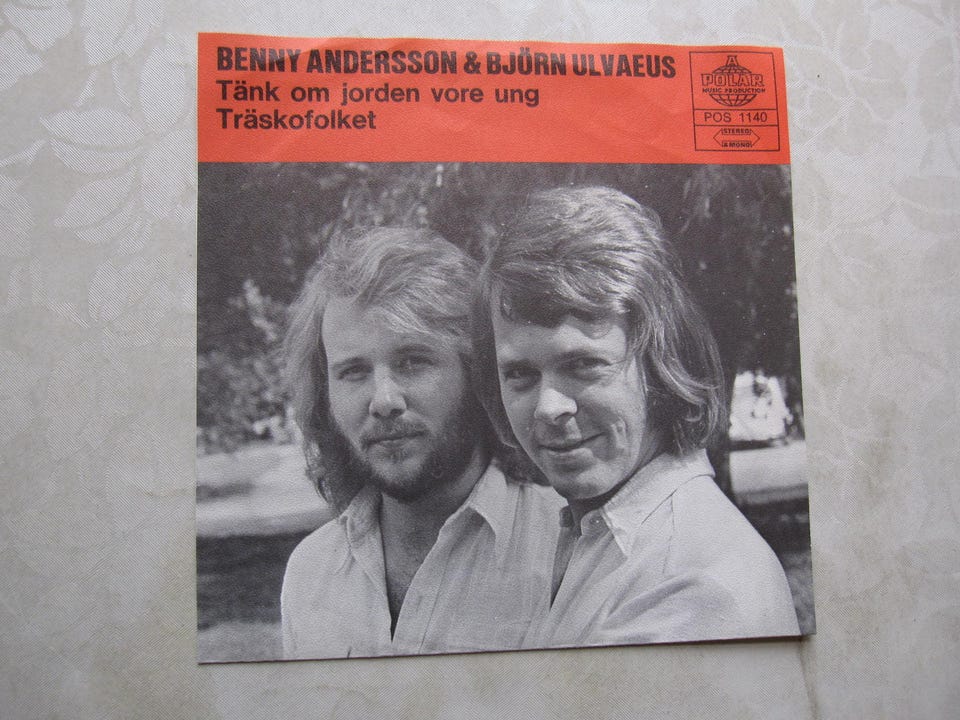 BENNY ANDERSSON & BJÖRN ULVAEUS
Tänk om jorden vore ung
Träskofolket
A
POLAR
MUSIC PRODUCTION
POS 1140
STEREO
& MONO